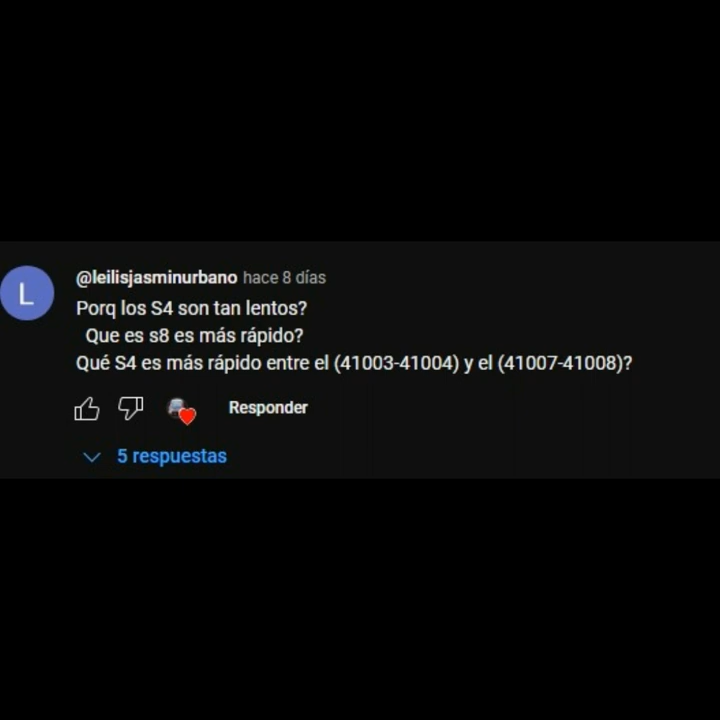 L
@leilisjasminurbano hace 8 días
Porq los S4 son tan lentos?
Que es s8 es más rápido?
Qué S4 es más rápido entre el (41003-41004) y el (41007-41008)?
Responder
5 respuestas